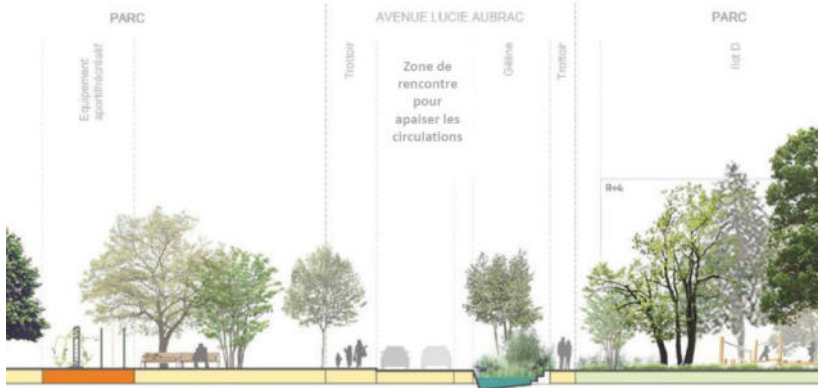 PARC
AVENUE LUCIE AUBRAC
PARC
Equipement
sportif/récréatif
Trottoir
Zone de
rencontre
pour
apaiser les
circulations
Géline
Trottoir
Ilot D
R+4